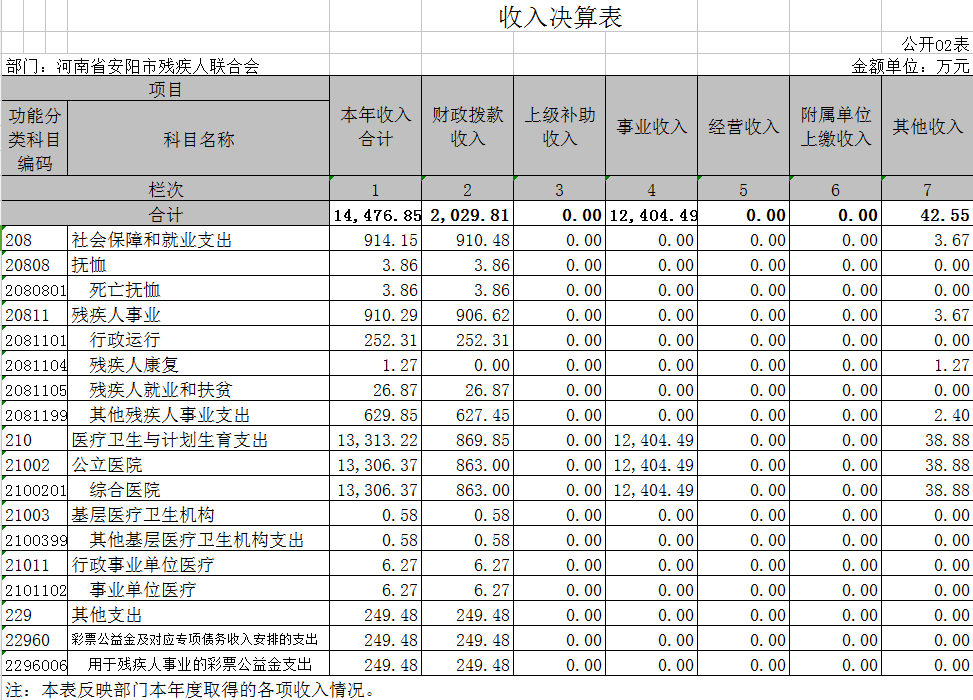 收入决算表
公开02表
部门：河南省安阳市残疾人联合会 金额单位：万元
项目 本年收入合计 财政拨款收入 上级补助收入 事业收入 经营收入 附属单位上缴收入 其他收入
功能分类科目编码 科目名称
栏次 1 2 3 4 5 6 7
合计 14,476.85 2,029.81 0.00 12,404.49 0.00 0.00 42.55
208 社会保障和就业支出 914.15 910.48 0.00 0.00 0.00 0.00 3.67
20808 抚恤 3.86 3.86 0.00 0.00 0.00 0.00 0.00
2080801 死亡抚恤 3.86 3.86 0.00 0.00 0.00 0.00 0.00
20811 残疾人事业 910.29 906.62 0.00 0.00 0.00 0.00 3.67
2081101 行政运行 252.31 252.31 0.00 0.00 0.00 0.00 0.00
2081104 残疾人康复 1.27 0.00 0.00 0.00 0.00 0.00 1.27
2081105 残疾人就业和扶贫 26.87 26.87 0.00 0.00 0.00 0.00 0.00
2081199 其他残疾人事业支出 629.85 627.45 0.00 0.00 0.00 0.00 2.40
210 医疗卫生与计划生育支出 13,313.22 869.85 0.00 12,404.49 0.00 0.00 38.88
21002 公立医院 13,306.37 863.00 0.00 12,404.49 0.00 0.00 38.88
2100201 综合医院 13,306.37 863.00 0.00 12,404.49 0.00 0.00 38.88
21003 基层医疗卫生机构 0.58 0.58 0.00 0.00 0.00 0.00 0.00
2100399 其他基层医疗卫生机构支出 0.58 0.58 0.00 0.00 0.00 0.00 0.00
21011 行政事业单位医疗 6.27 6.27 0.00 0.00 0.00 0.00 0.00
2101102 事业单位医疗 6.27 6.27 0.00 0.00 0.00 0.00 0.00
229 其他支出 249.48 249.48 0.00 0.00 0.00 0.00 0.00
22960 彩票公益金及对应专项债务收入安排的支出 249.48 249.48 0.00 0.00 0.00 0.00 0.00
2296006 用于残疾人事业的彩票公益金支出 249.48 249.48 0.00 0.00 0.00 0.00 0.00
注：本表反映部门本年度取得的各项收入情况。